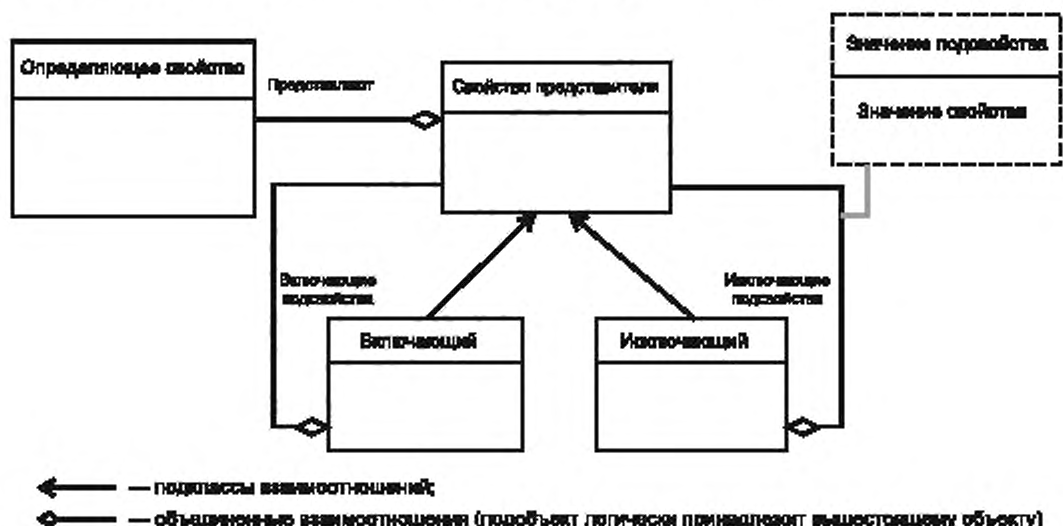 Определяющее свойство
Представляют
Свойство представителя
Значение подсвойства
Значение свойства
Включающие
подсвойства
Исключающие
подсвойства
Включающий
Исключающий
— подклассы взаимоотношений;
— объединенные взаимоотношения (подобъект логически принадлежит вышестоящему объекту)